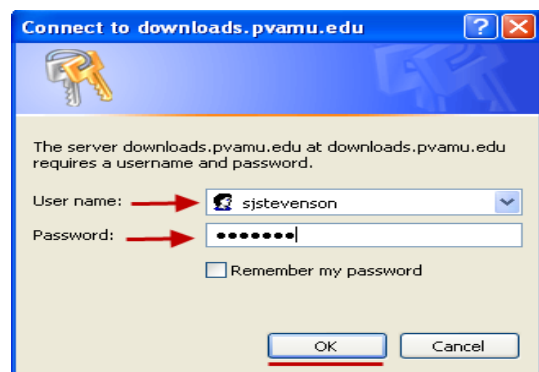 Connect to downloads.pvamu.edu
The server downloads.pvamu.edu at downloads.pvamu.edu
requires a username and password.
User name:
sjstevenson
Password:
•••••••
Remember my password
OK
Cancel